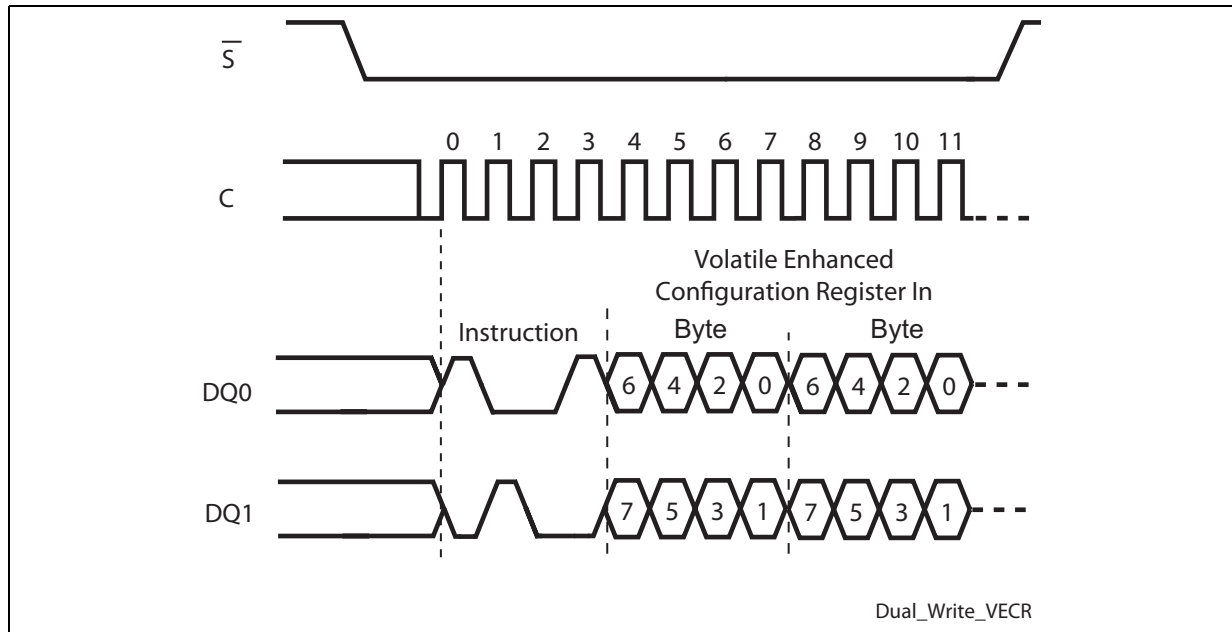 S
0 1 2 3 4 5 6 7 8 9 10 11
C
Volatile Enhanced
Configuration Register In
Instruction Byte Byte
DQ0 6 4 2 0 6 4 2 0
DQ1 7 5 3 1 7 5 3 1
Dual_Write_VECR